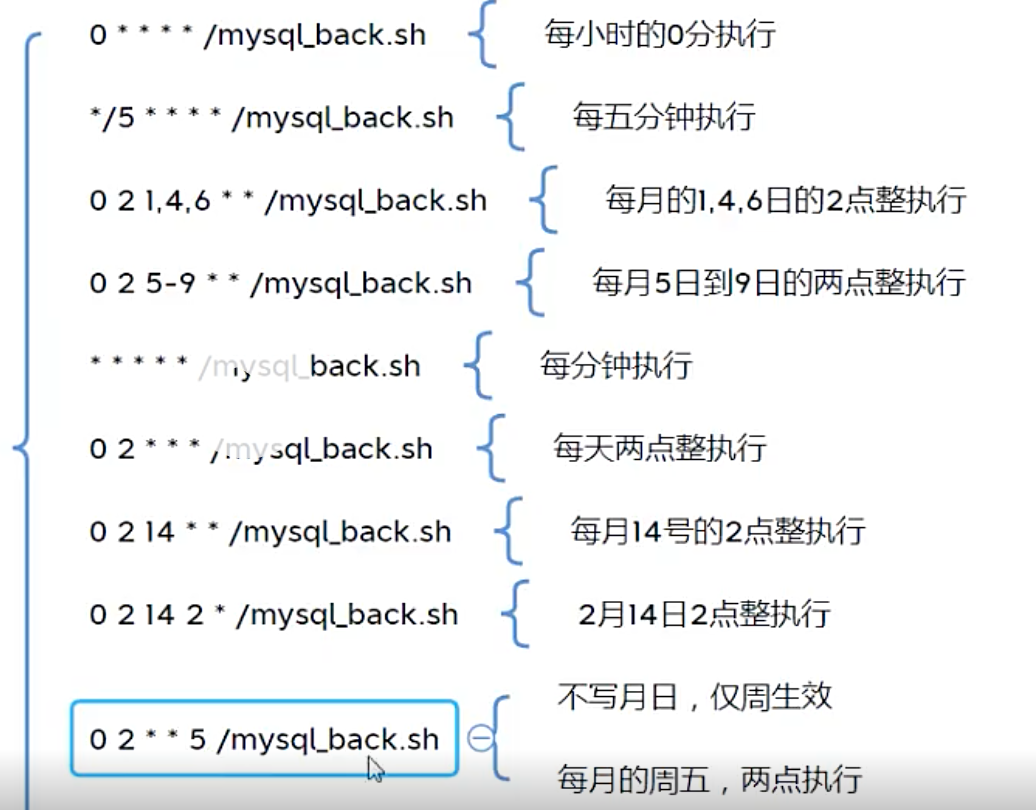 0 * * * * /mysql_back.sh 每小时的0分执行
*/5 * * * * /mysql_back.sh 每五分钟执行
0 2 1,4,6 * * /mysql_back.sh 每月的1,4,6日的2点整执行
0 2 5-9 * * /mysql_back.sh 每月5日到9日的两点整执行
* * * * * /mysql_back.sh 每分钟执行
0 2 * * * /mysql_back.sh 每天两点整执行
0 2 14 * * /mysql_back.sh 每月14号的2点整执行
0 2 14 2 * /mysql_back.sh 2月14日2点整执行
0 2 * * 5 /mysql_back.sh
不写月日，仅周生效
每月的周五，两点执行